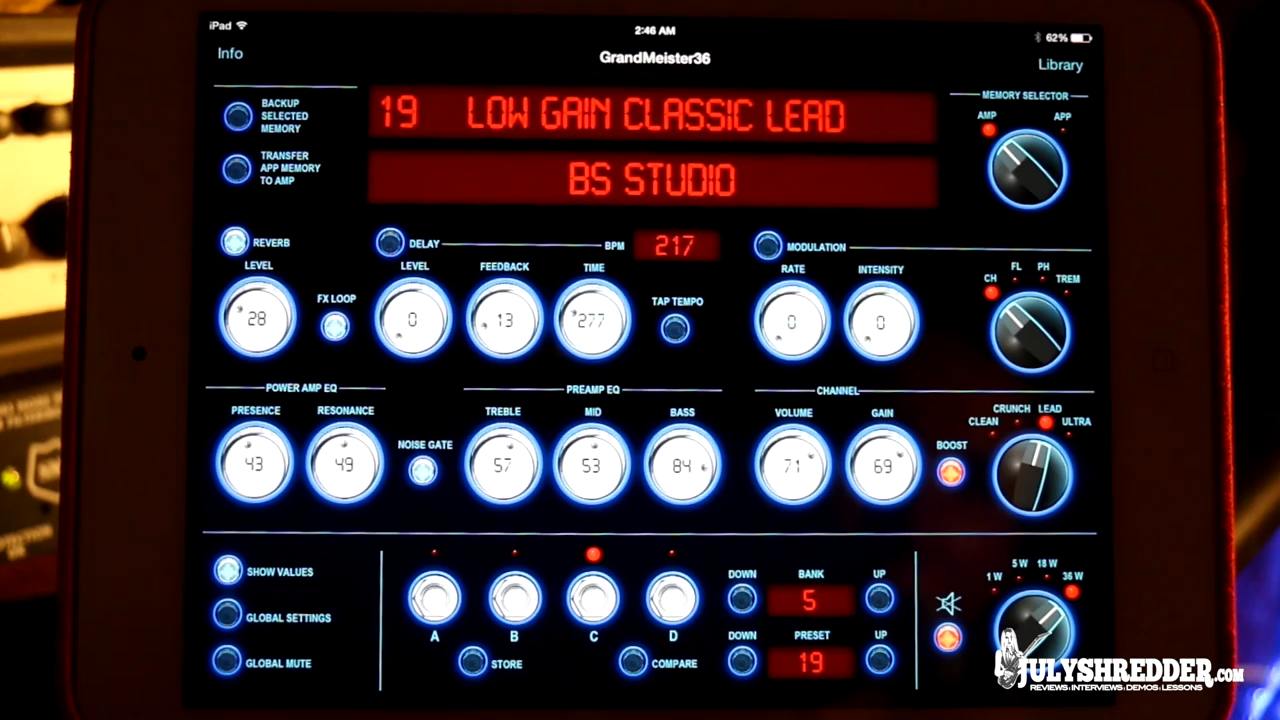 iPad
2:46 AM
62%
Info
GrandMeister36
Library
BACKUP
SELECTED
MEMORY
19 LOW GAIN CLASSIC LEAD
MEMORY SELECTOR
AMP APP
TRANSFER
APP MEMORY
TO AMP
BS STUDIO
REVERB
DELAY
BPM 217
MODULATION
LEVEL
LEVEL FEEDBACK TIME
RATE INTENSITY
CH FL PH TREM
28
FX LOOP
0 13 277
TAP TEMPO
0 0
POWER AMP EQ
PREAMP EQ
CHANNEL
PRESENCE RESONANCE
TREBLE MID BASS
VOLUME GAIN
CLEAN CRUNCH LEAD ULTRA
43 49
NOISE GATE
57 53 84
71 69
BOOST
SHOW VALUES
GLOBAL SETTINGS
GLOBAL MUTE
A B C D
STORE
COMPARE
DOWN BANK UP
5
DOWN PRESET UP
19
1 W 5 W 18 W 36 W
JULYSHREDDER.COM
REVIEWS|INTERVIEWS|DEMOS|LESSONS